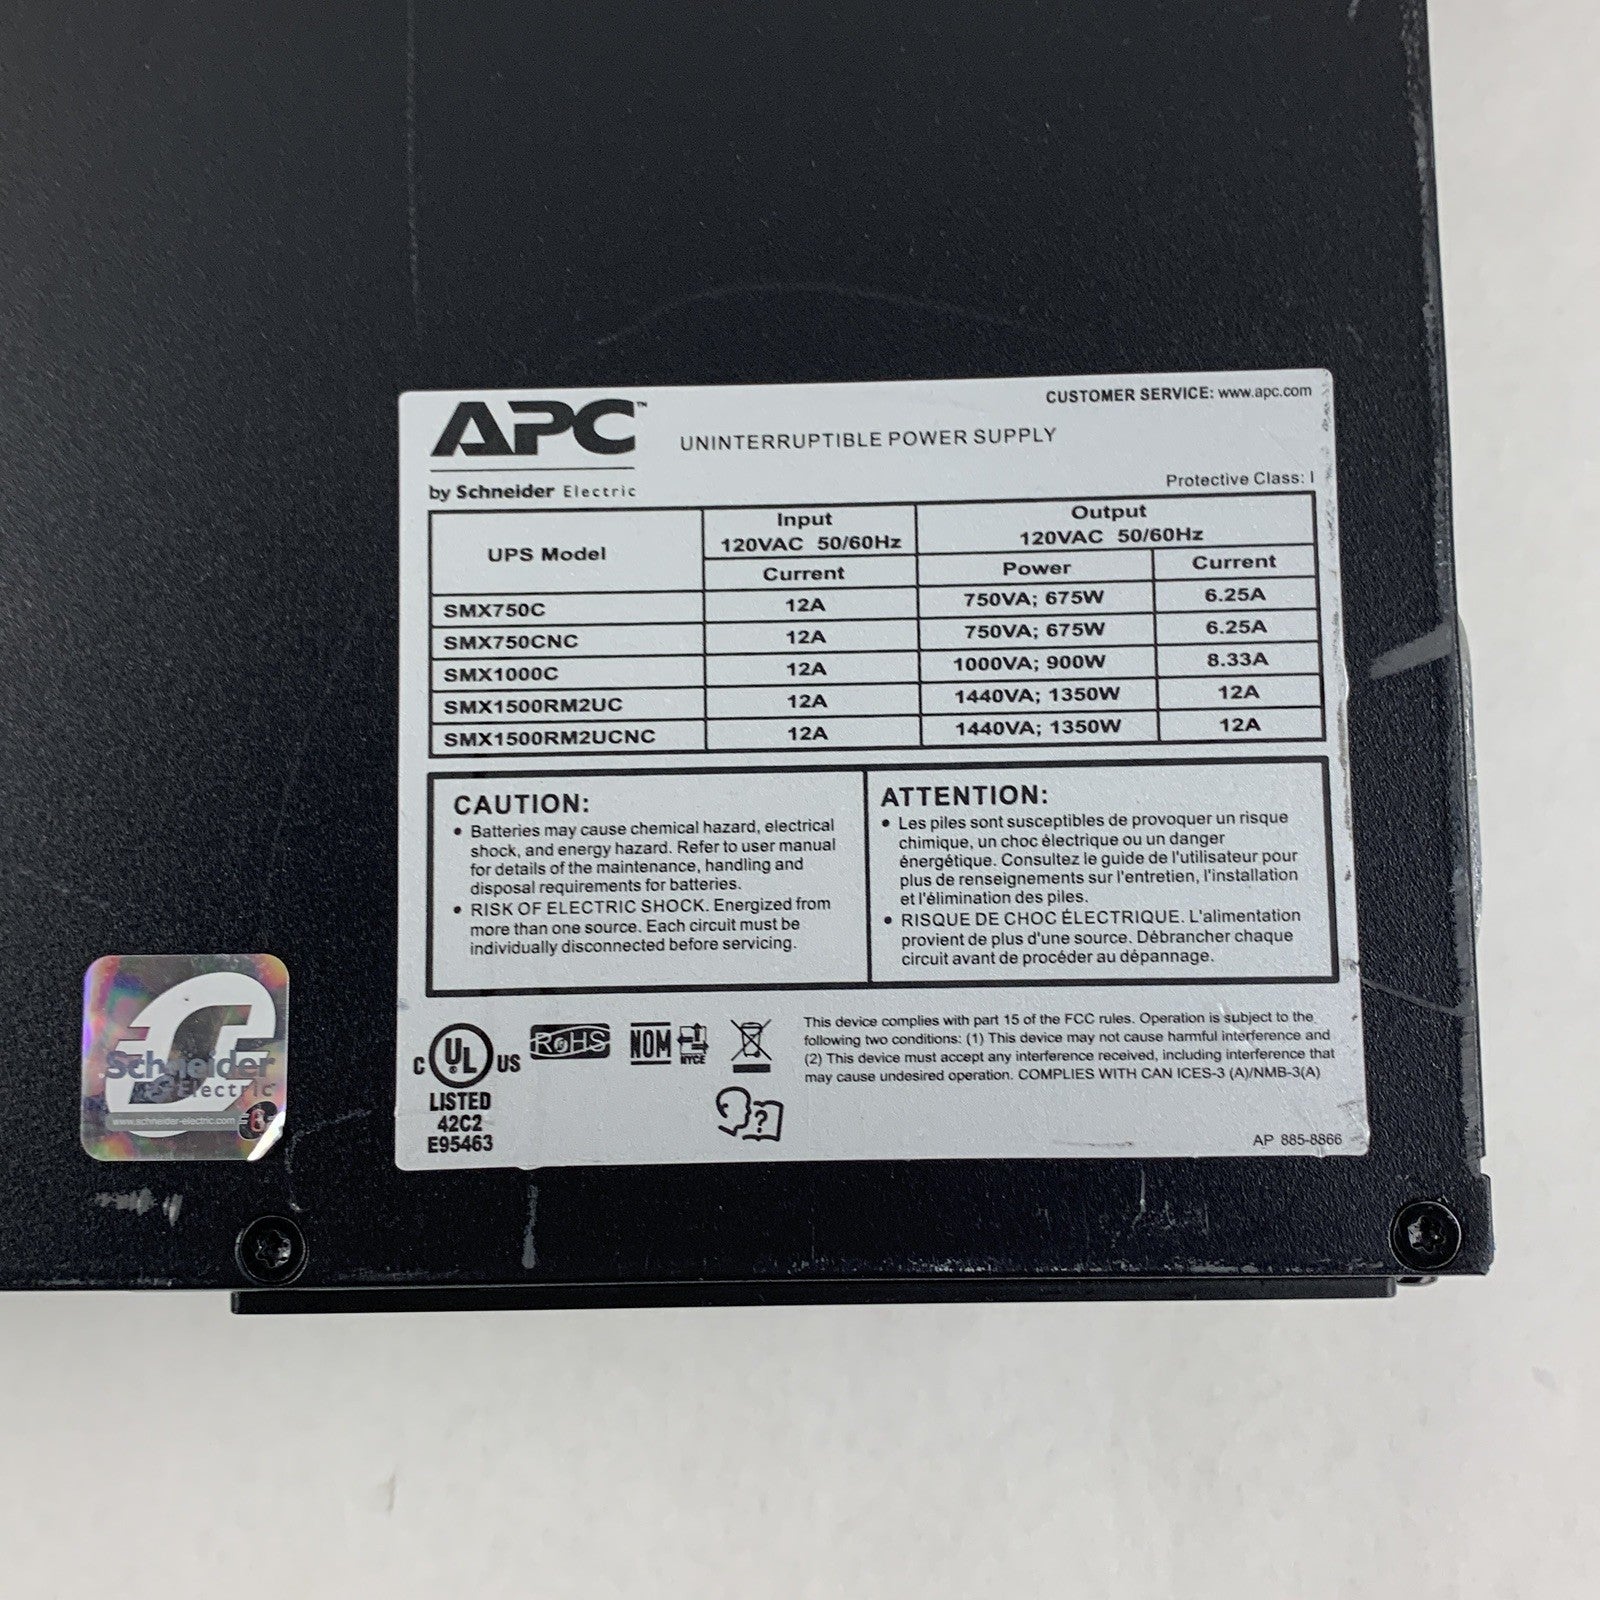 APC™
by Schneider Electric
UNINTERRUPTIBLE POWER SUPPLY
CUSTOMER SERVICE: www.apc.com
Protective Class: I
UPS Model
Input
120VAC 50/60Hz
Output
120VAC 50/60Hz
Current
Power
Current
SMX750C 12A 750VA; 675W 6.25A
SMX750CNC 12A 750VA; 675W 6.25A
SMX1000C 12A 1000VA; 900W 8.33A
SMX1500RM2UC 12A 1440VA; 1350W 12A
SMX1500RM2UCNC 12A 1440VA; 1350W 12A
CAUTION:
• Batteries may cause chemical hazard, electrical
shock, and energy hazard. Refer to user manual
for details of the maintenance, handling and
disposal requirements for batteries.
• RISK OF ELECTRIC SHOCK. Energized from
more than one source. Each circuit must be
individually disconnected before servicing.
ATTENTION:
• Les piles sont susceptibles de provoquer un risque
chimique, un choc électrique ou un danger
énergétique. Consultez le guide de l'utilisateur pour
plus de renseignements sur l'entretien, l'installation
et l'élimination des piles.
• RISQUE DE CHOC ÉLECTRIQUE. L'alimentation
provient de plus d'une source. Débrancher chaque
circuit avant de procéder au dépannage.
C UL US
LISTED
42C2
E95463
RoHS
NOM
NYCE
This device complies with part 15 of the FCC rules. Operation is subject to the
following two conditions: (1) This device may not cause harmful interference and
(2) This device must accept any interference received, including interference that
may cause undesired operation. COMPLIES WITH CAN ICES-3 (A)/NMB-3(A)
?
AP 885-8866
Schneider
Electric
www.schneider-electric.com